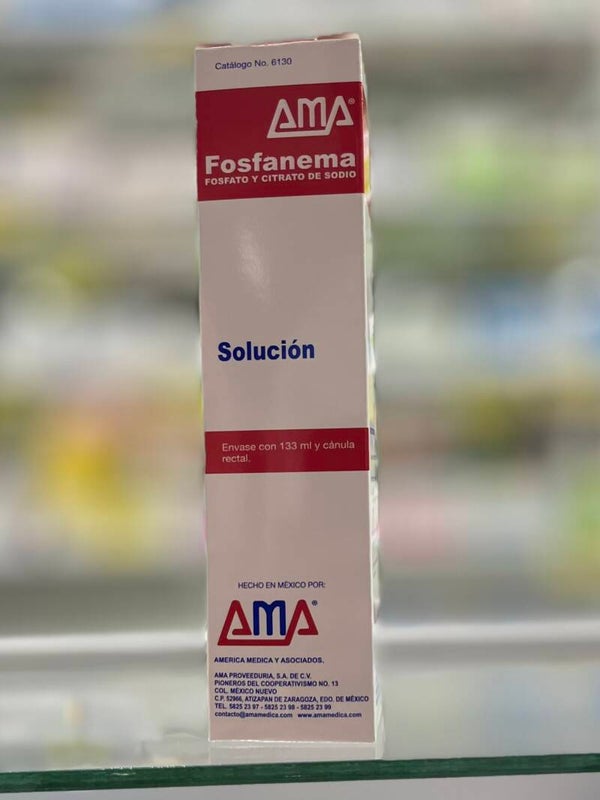 Catálogo No. 6130
AMA®
Fosfanema
FOSFATO Y CITRATO DE SODIO
Solución
Envase con 133 ml y cánula
rectal.
HECHO EN MÉXICO POR:
AMA®
AMERICA MEDICA Y ASOCIADOS.
AMA PROVEEDURIA, S.A. DE C.V.
PIONEROS DEL COOPERATIVISMO NO. 13
COL. MÉXICO NUEVO
C.P. 52966, ATIZAPAN DE ZARAGOZA, EDO. DE MÉXICO
TEL. 5825 23 97 - 5825 23 98 - 5825 23 99
contacto@amamedica.com www.amamedica.com